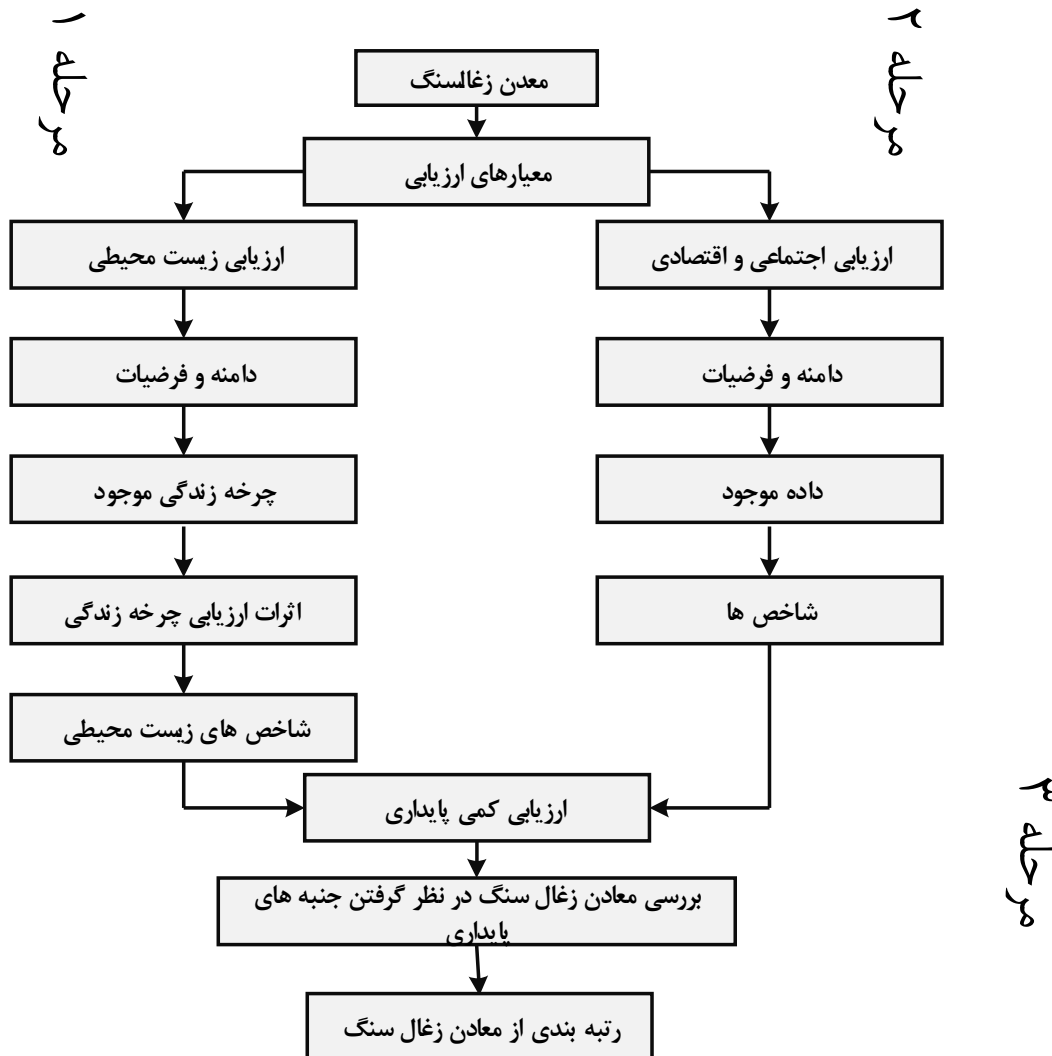 مرحله ۱
مرحله ۲
معدن زغالسنگ
معیارهای ارزیابی
ارزیابی اجتماعی و اقتصادی
ارزیابی زیست محیطی
دامنه و فرضیات
دامنه و فرضیات
داده موجود
چرخه زندگی موجود
شاخص ها
اثرات ارزیابی چرخه زندگی
شاخص های زیست محیطی
ارزیابی کمی پایداری
مرحله ۳
بررسی معادن زغال سنگ در نظر گرفتن جنبه های
پایداری
رتبه بندی از معادن زغال سنگ